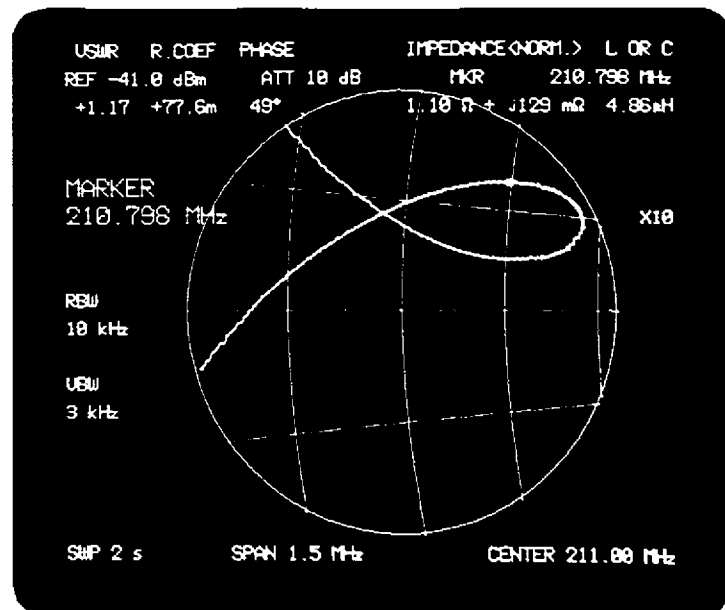 VSWR R.COEF PHASE IMPEDANCE<NORM.> L OR C
REF -41.0 dBm ATT 10 dB MKR 210.798 MHz
+1.17 +77.6m 49° 1.10 Ω + J129 mΩ 4.86nH
MARKER
210.798 MHz
X10
RBW
10 kHz
VBW
3 kHz
SWP 2 s SPAN 1.5 MHz CENTER 211.00 MHz